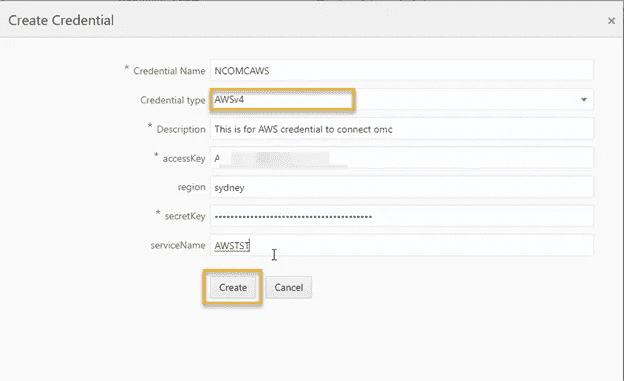 Create Credential ×
* Credential Name NCOMCAWS
Credential type AWSv4
* Description This is for AWS credential to connect omc
* accessKey A
region sydney
* secretKey
serviceName AWSTST
Create Cancel